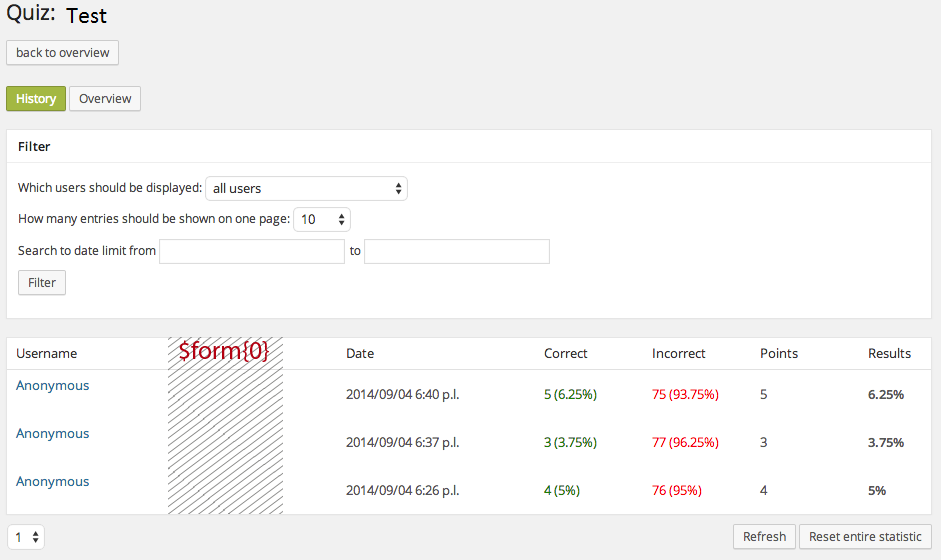 Quiz: Test
back to overview
History Overview
Filter
Which users should be displayed: all users
How many entries should be shown on one page: 10
Search to date limit from to
Filter
Username $form{0} Date Correct Incorrect Points Results
Anonymous 2014/09/04 6:40 p.l. 5 (6.25%) 75 (93.75%) 5 6.25%
Anonymous 2014/09/04 6:37 p.l. 3 (3.75%) 77 (96.25%) 3 3.75%
Anonymous 2014/09/04 6:26 p.l. 4 (5%) 76 (95%) 4 5%
1 Refresh Reset entire statistic